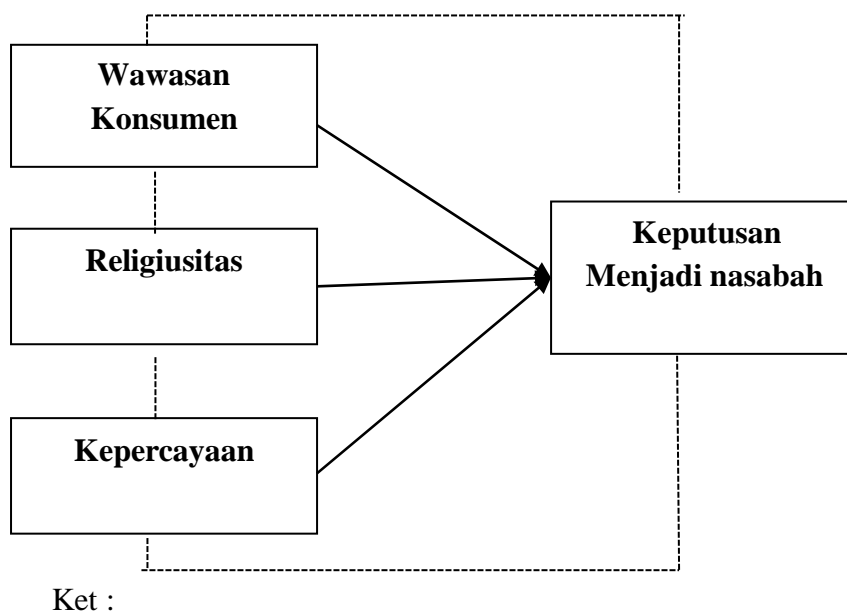 Wawasan
Konsumen
Religiusitas
Keputusan
Menjadi nasabah
Kepercayaan
Ket :